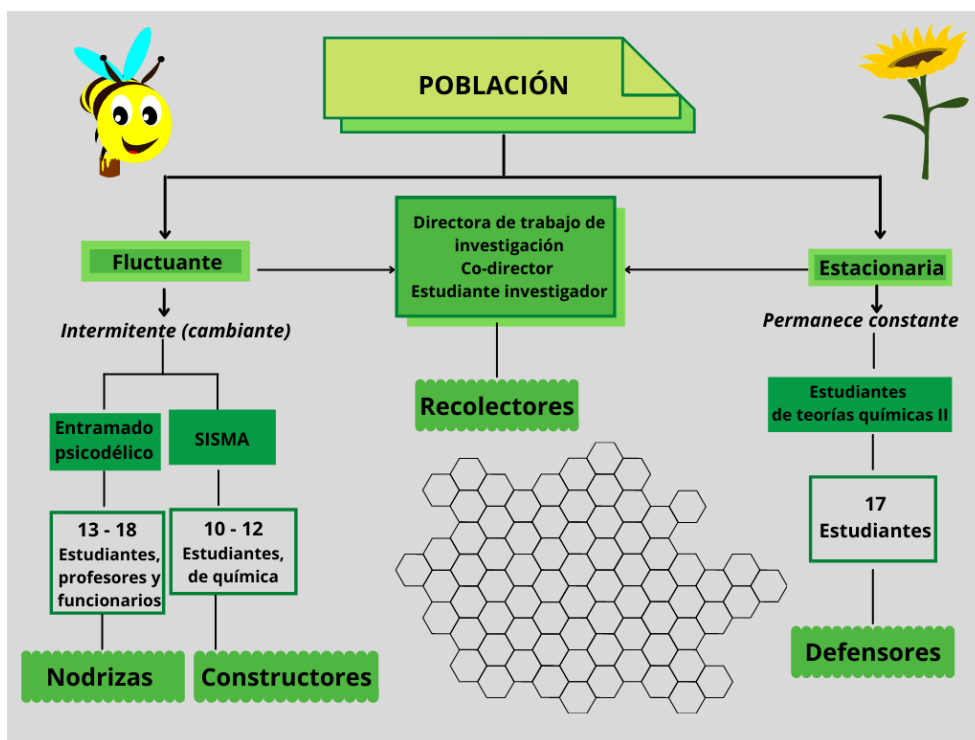 POBLACIÓN
Fluctuante
Intermitente (cambiante)
Directora de trabajo de
investigación
Co-director
Estudiante investigador
Recolectores
Estacionaria
Permanece constante
Entramado
psicodélico
13 - 18
Estudiantes,
profesores y
funcionarios
Nodrizas
SISMA
10 - 12
Estudiantes,
de química
Constructores
Estudiantes
de teorías químicas II
17
Estudiantes
Defensores